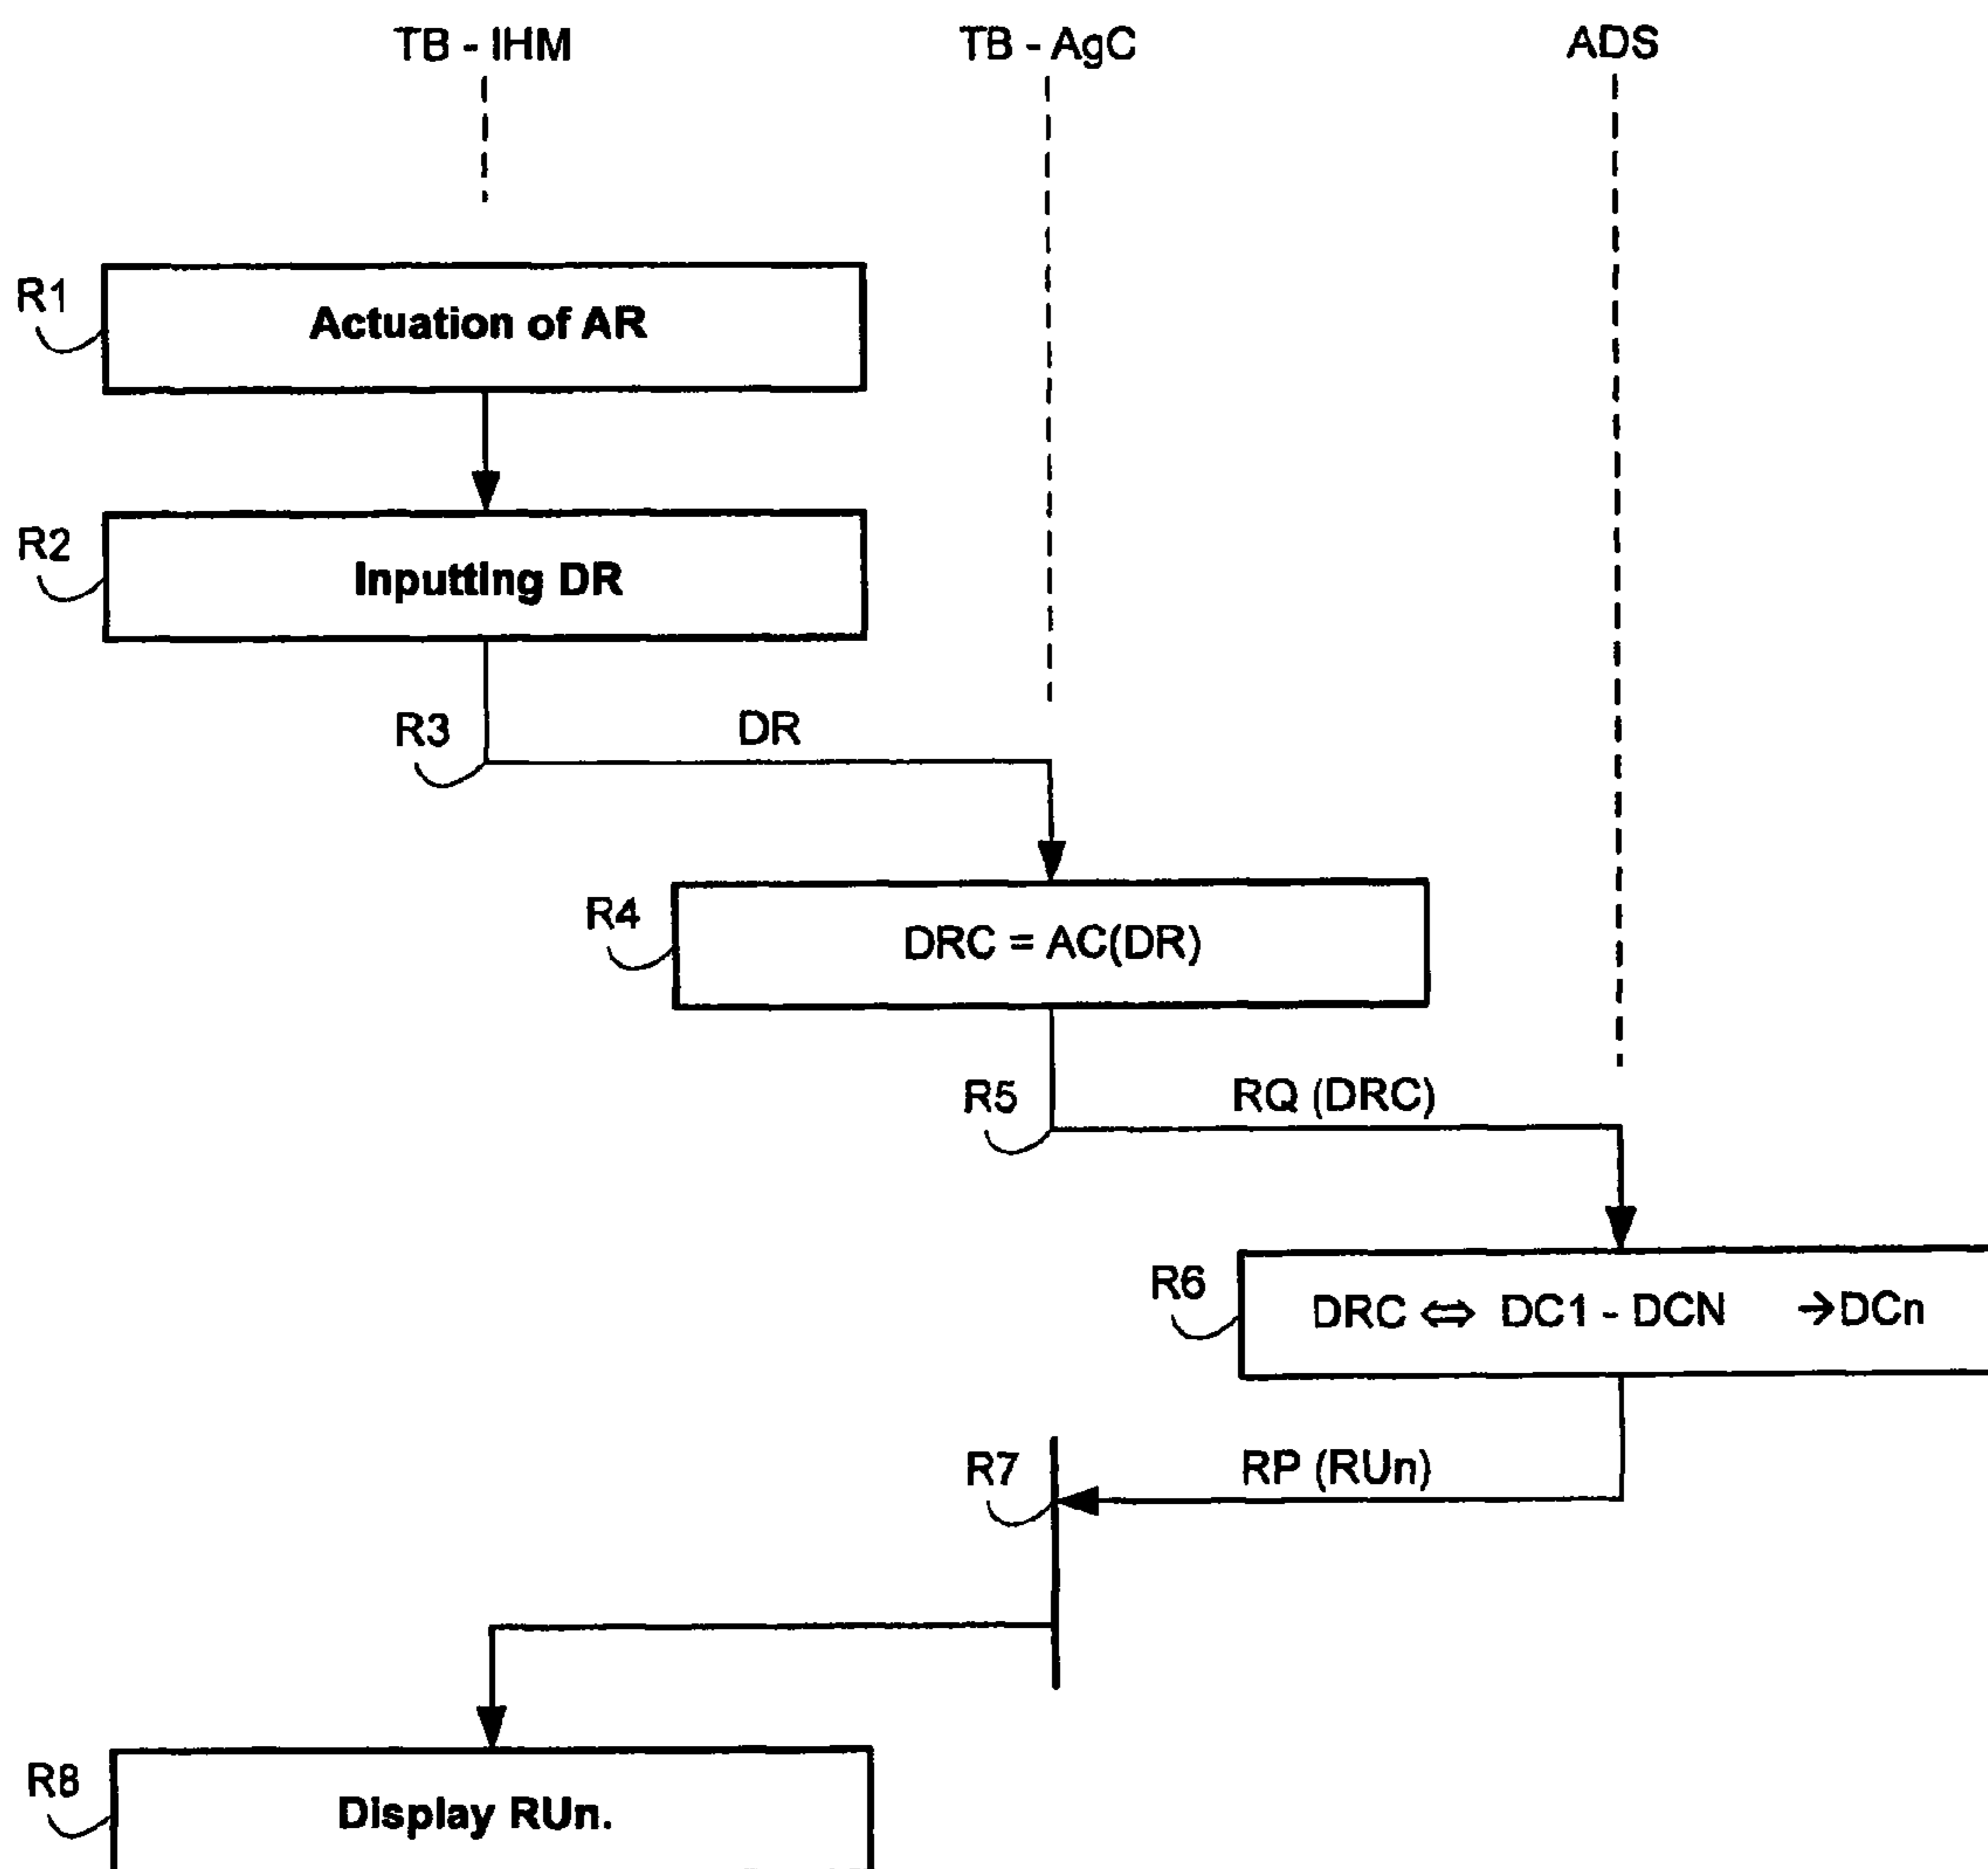 TB - IHM
TB - AgC
ADS
R1
Actuation of AR
R2
Inputting DR
R3
DR
R4
DRC = AC(DR)
R5
RQ (DRC)
R6
DRC ⇔ DC1 - DCN →DCn
R7
RP (RUn)
R8
Display RUn.